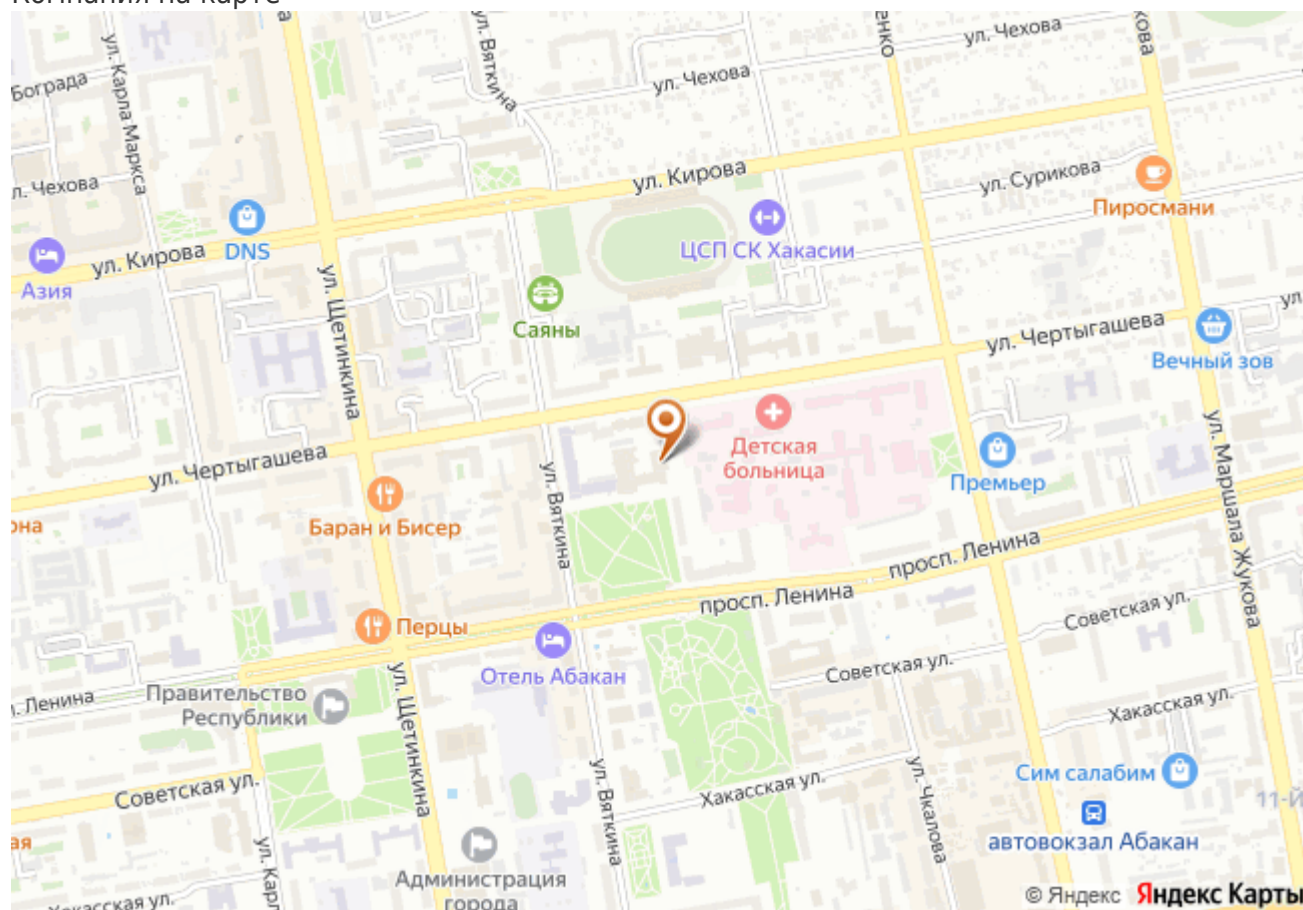 Компания на карте
ул. Чехова
ул. Вяткина
ул. Карла Маркса
Бограда
ул. Чехова
ул. Кирова
ул. Сурикова
Пиросмани
DNS
ЦСП СК Хакасии
ул. Кирова
Азия
Саяны
ул. Щетинкина
ул. Чертыгашева
Вечный зов
Детская
больница
ул. Чертыгашева
Премьер
Баран и Бисер
ул. Вяткина
ул. Маршала Жукова
просп. Ленина
просп. Ленина
Советская ул.
Перцы
Отель Абакан
Советская ул.
Ленина
Правительство
Республики
ул. Щетинкина
Хакасская ул.
Сим салабим
Советская ул.
ул. Вяткина
Хакасская ул.
ул. Чкалова
11-й
автовокзал Абакан
Администрация
города
© Яндекс Яндекс Карты